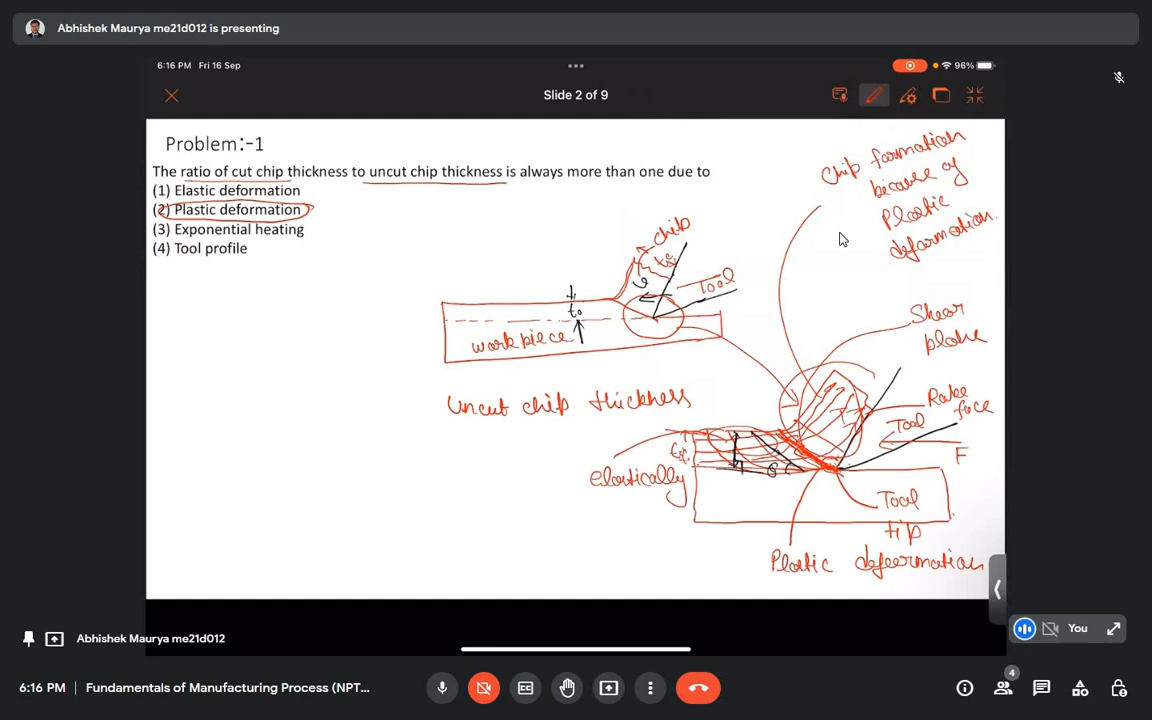 Abhishek Maurya me21d012 is presenting
6:16 PM Fri 16 Sep
96%
Slide 2 of 9
Problem:-1
The ratio of cut chip thickness to uncut chip thickness is always more than one due to
(1) Elastic deformation
(2) Plastic deformation
(3) Exponential heating
(4) Tool profile
Chip formation
because of
Plastic
deformation.
chip
tc
Tool
to
workpiece
Uncut chip thickness
Shear
plane
Rake
face
Tool
F
elastically
Tool
tip
Plastic deformation
Abhishek Maurya me21d012
You
6:16 PM | Fundamentals of Manufacturing Process (NPT...
4